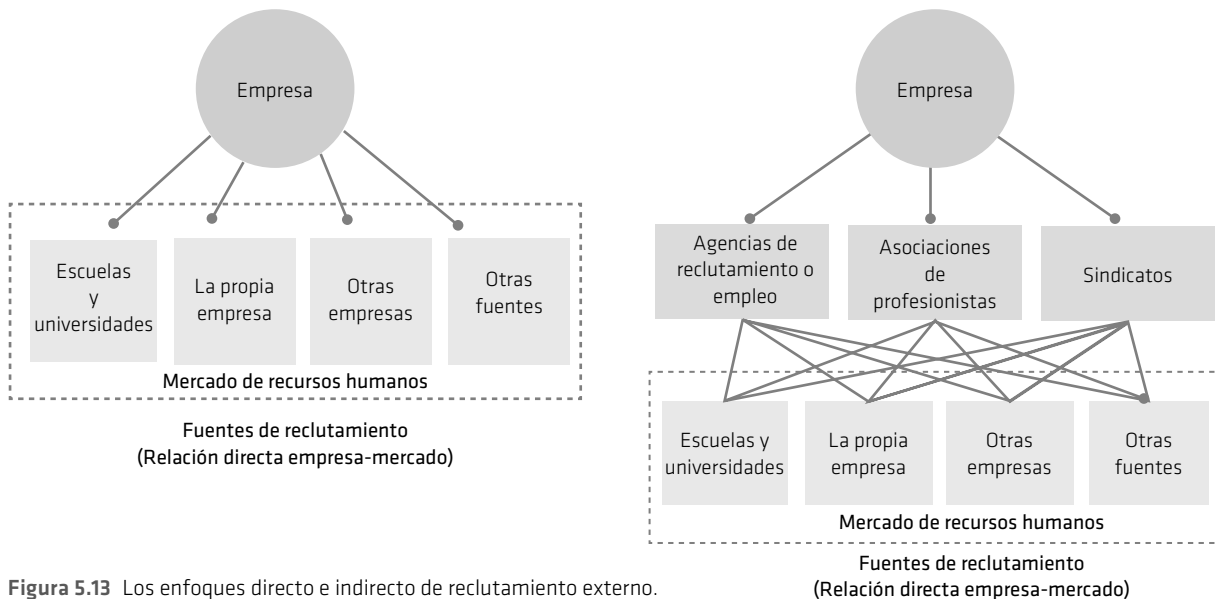 Empresa
Escuelas
y
universidades
La propia
empresa
Otras
empresas
Otras
fuentes
Mercado de recursos humanos
Fuentes de reclutamiento
(Relación directa empresa-mercado)
Empresa
Agencias de
reclutamiento o
empleo
Asociaciones
de
profesionistas
Sindicatos
Escuelas y
universidades
La propia
empresa
Otras
empresas
Otras
fuentes
Mercado de recursos humanos
Fuentes de reclutamiento
(Relación directa empresa-mercado)
Figura 5.13 Los enfoques directo e indirecto de reclutamiento externo.